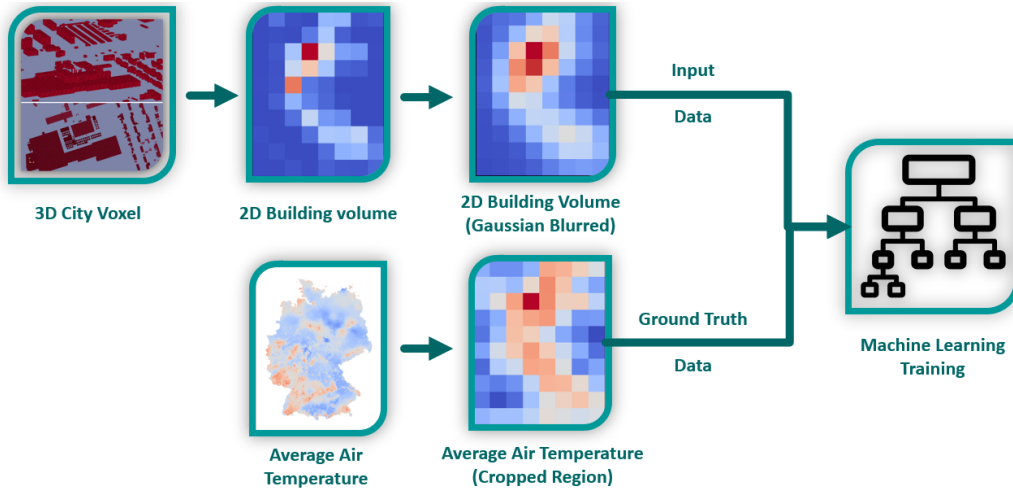 Input
Data
3D City Voxel
2D Building volume
2D Building Volume
(Gaussian Blurred)
Ground Truth
Data
Machine Learning
Training
Average Air
Temperature
Average Air Temperature
(Cropped Region)